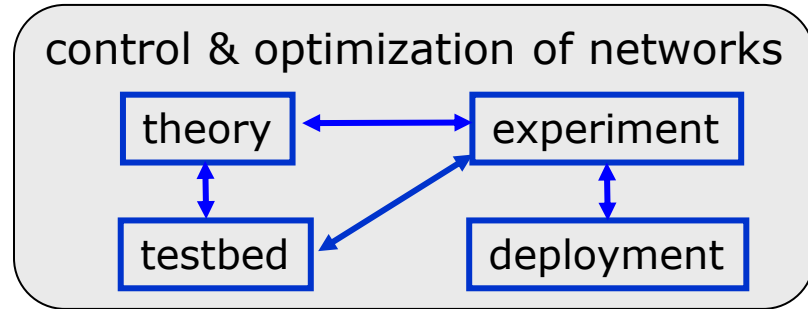 control & optimization of networks
theory
experiment
testbed
deployment